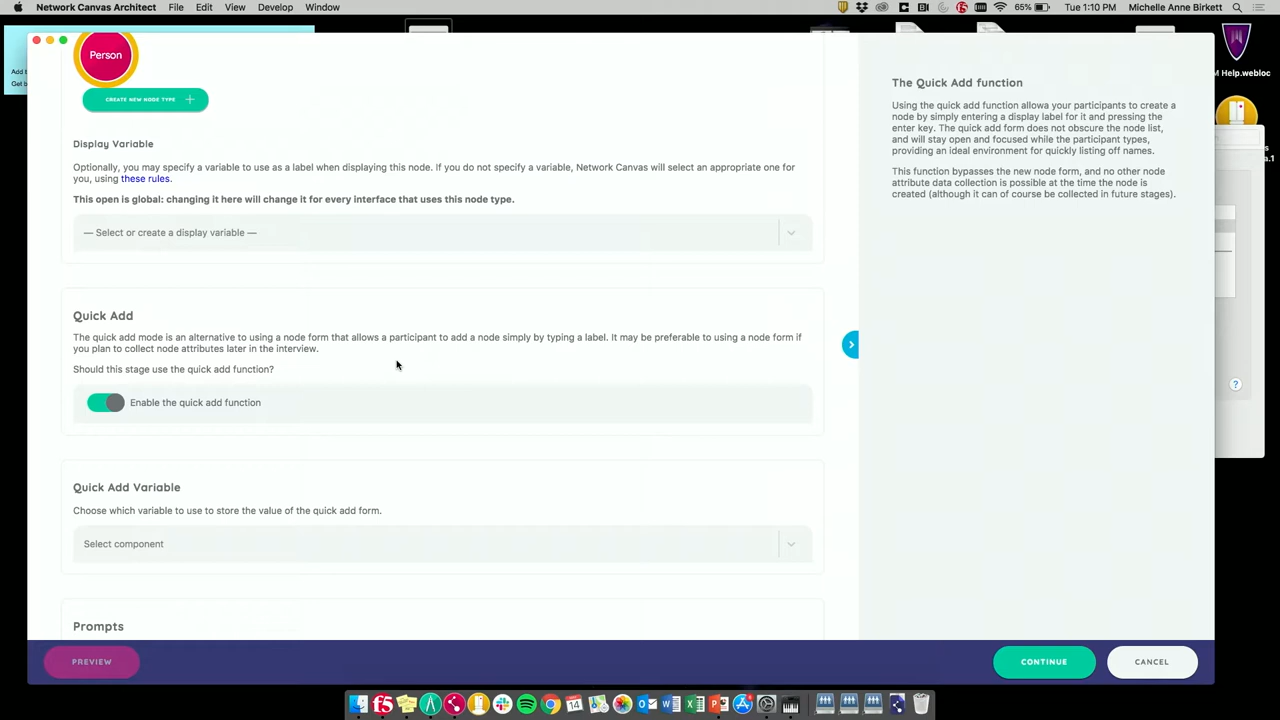 Network Canvas Architect File Edit View Develop Window
65% Tue 1:10 PM Michelle Anne Birkett
Add
Get b
M Help.webloc
Person
CREATE NEW NODE TYPE
Display Variable
Optionally, you may specify a variable to use as a label when displaying this node. If you do not specify a variable, Network Canvas will select an appropriate one for
you, using these rules.
This open is global: changing it here will change it for every interface that uses this node type.
— Select or create a display variable —
Quick Add
The quick add mode is an alternative to using a node form that allows a participant to add a node simply by typing a label. It may be preferable to using a node form if
you plan to collect node attributes later in the interview.
Should this stage use the quick add function?
Enable the quick add function
Quick Add Variable
Choose which variable to use to store the value of the quick add form.
Select component
Prompts
The Quick Add function
Using the quick add function allowa your participants to create a
node by simply entering a display label for it and pressing the
enter key. The quick add form does not obscure the node list,
and will stay open and focused while the participant types,
providing an ideal environment for quickly listing off names.
This function bypasses the new node form, and no other node
attribute data collection is possible at the time the node is
created (although it can of course be collected in future stages).
s
a.1
?
PREVIEW
CONTINUE
CANCEL
14